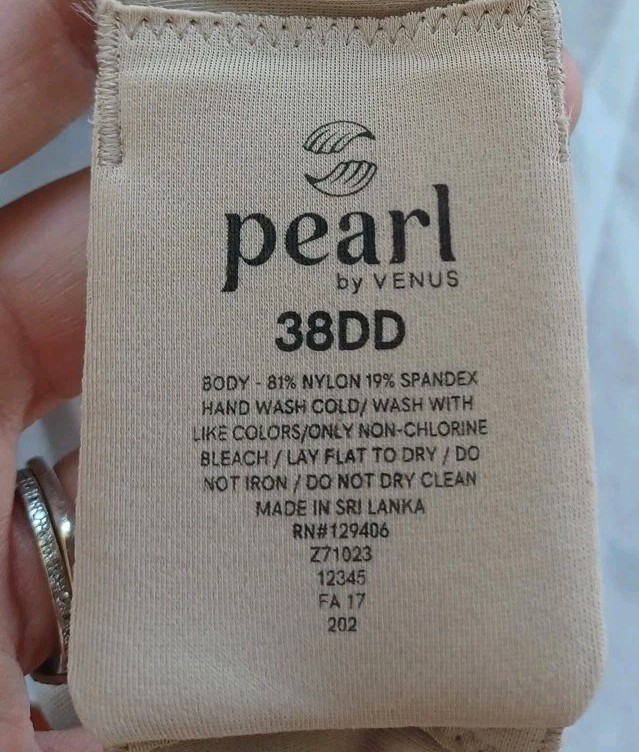 pearl
by VENUS
38DD
BODY - 81% NYLON 19% SPANDEX
HAND WASH COLD/ WASH WITH
LIKE COLORS/ONLY NON-CHLORINE
BLEACH / LAY FLAT TO DRY / DO
NOT IRON / DO NOT DRY CLEAN
MADE IN SRI LANKA
RN#129406
Z71023
12345
FA 17
202